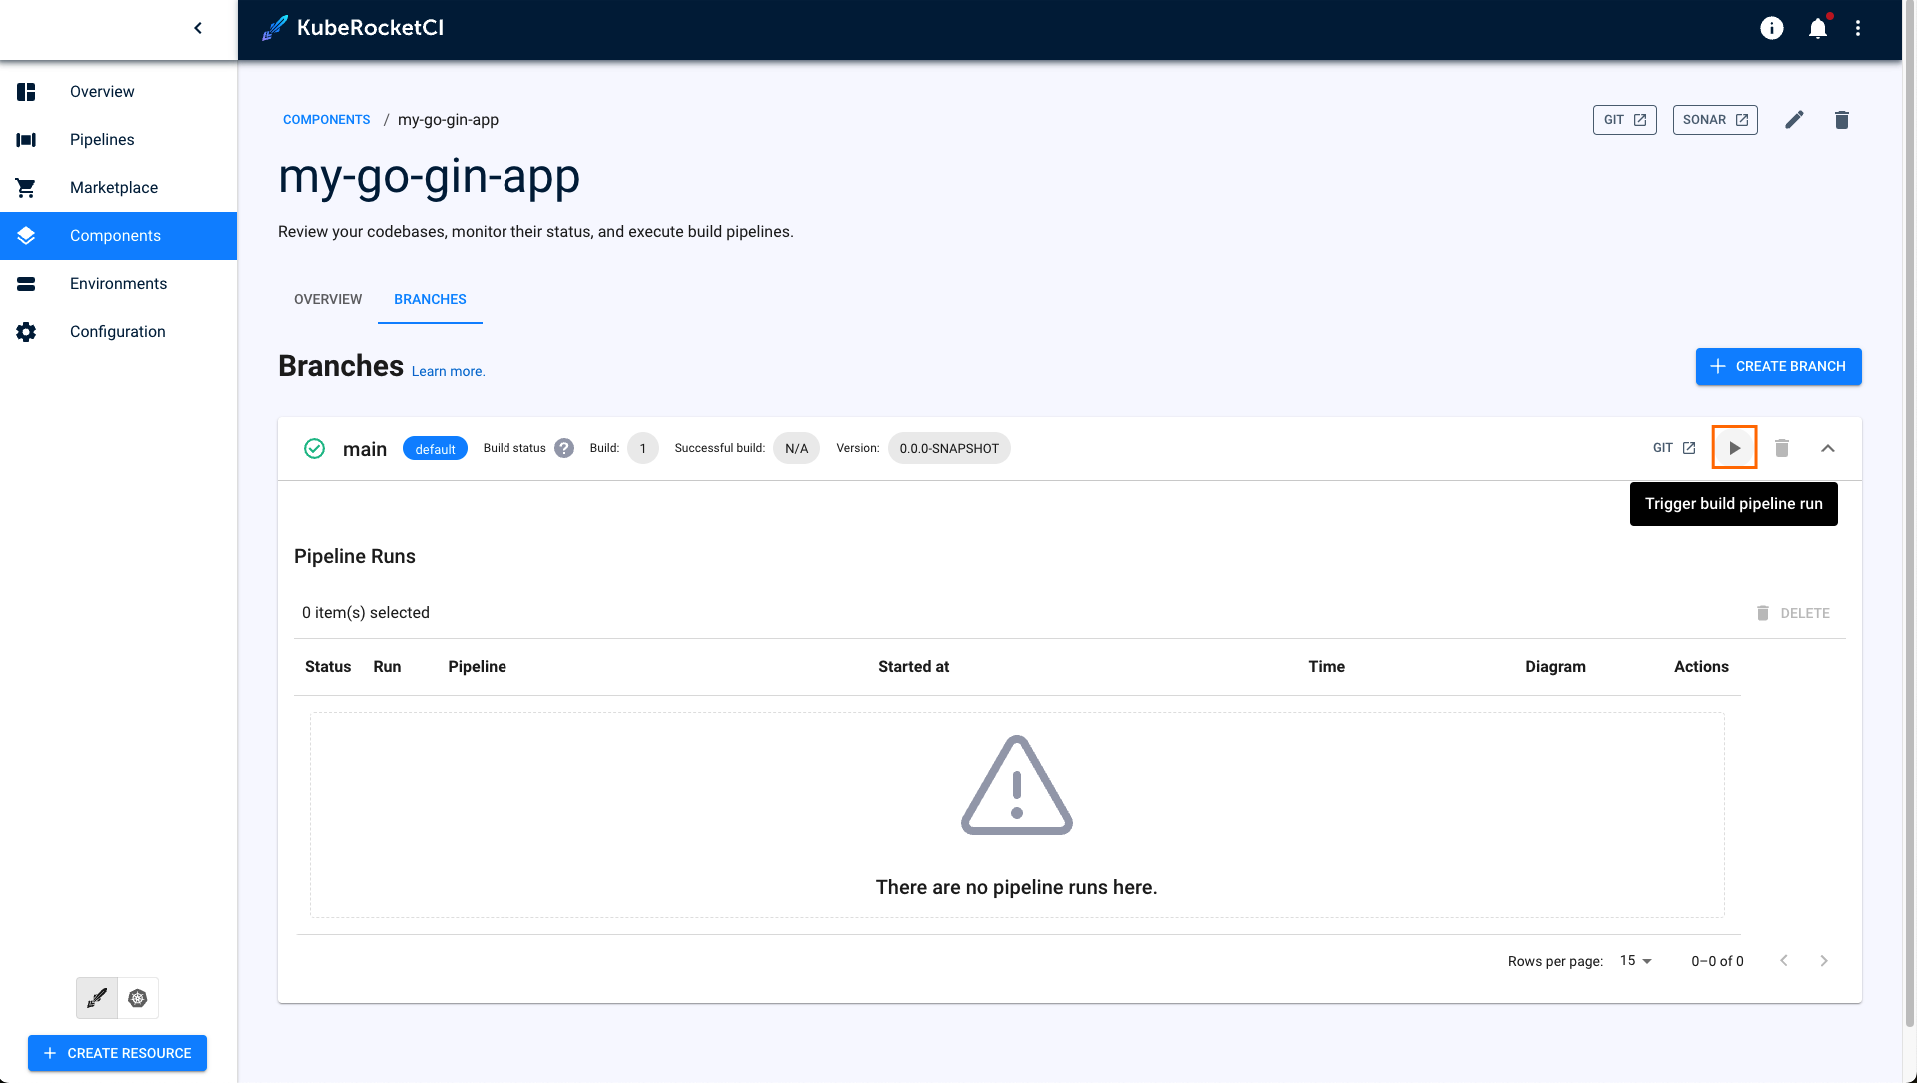 KubeRocketCI
Overview
Pipelines
Marketplace
Components
Environments
Configuration
CREATE RESOURCE
COMPONENTS / my-go-gin-app
GIT
SONAR
my-go-gin-app
Review your codebases, monitor their status, and execute build pipelines.
OVERVIEW
BRANCHES
Branches Learn more.
CREATE BRANCH
main default Build status ? Build: 1 Successful build: N/A Version: 0.0.0-SNAPSHOT GIT
Trigger build pipeline run
Pipeline Runs
0 item(s) selected
DELETE
Status Run Pipeline Started at Time Diagram Actions
There are no pipeline runs here.
Rows per page: 15 0–0 of 0